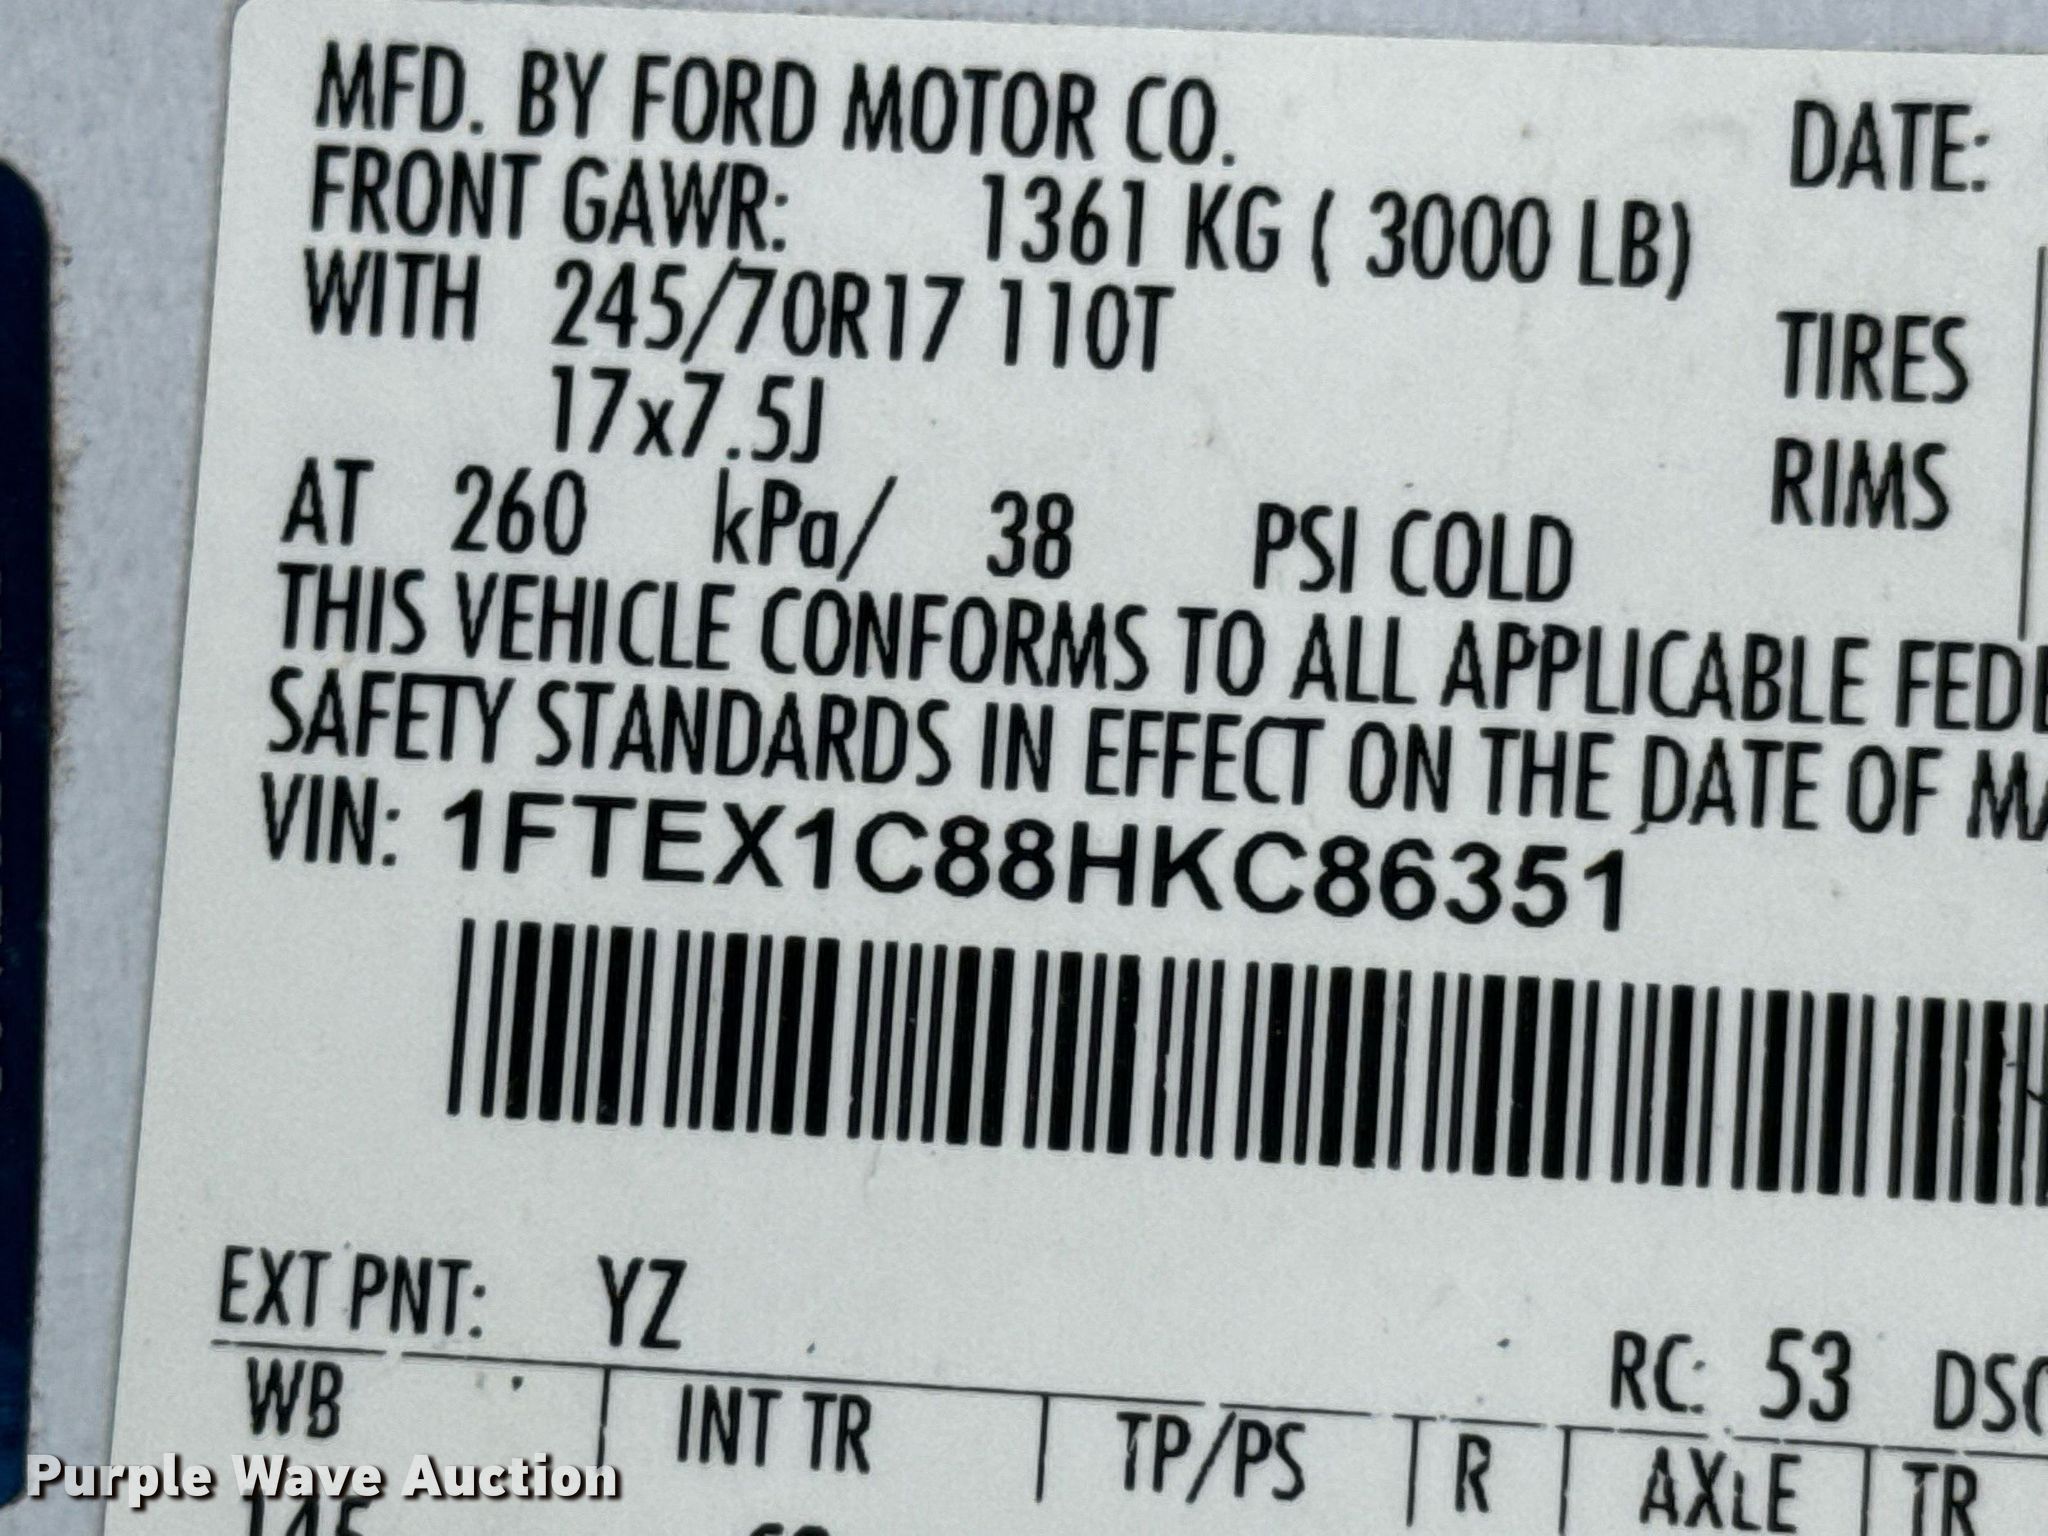 MFD. BY FORD MOTOR CO.
DATE:
FRONT GAWR: 1361 KG ( 3000 LB)
WITH 245/70R17 110T
TIRES
17x7.5J
RIMS
AT 260 kPa/ 38 PSI COLD
THIS VEHICLE CONFORMS TO ALL APPLICABLE FEDE
SAFETY STANDARDS IN EFFECT ON THE DATE OF MA
VIN: 1FTEX1C88HKC86351
EXT PNT: YZ
RC: 53 DSO
WB INT TR TP/PS R AXLE TR
145
Purple Wave Auction